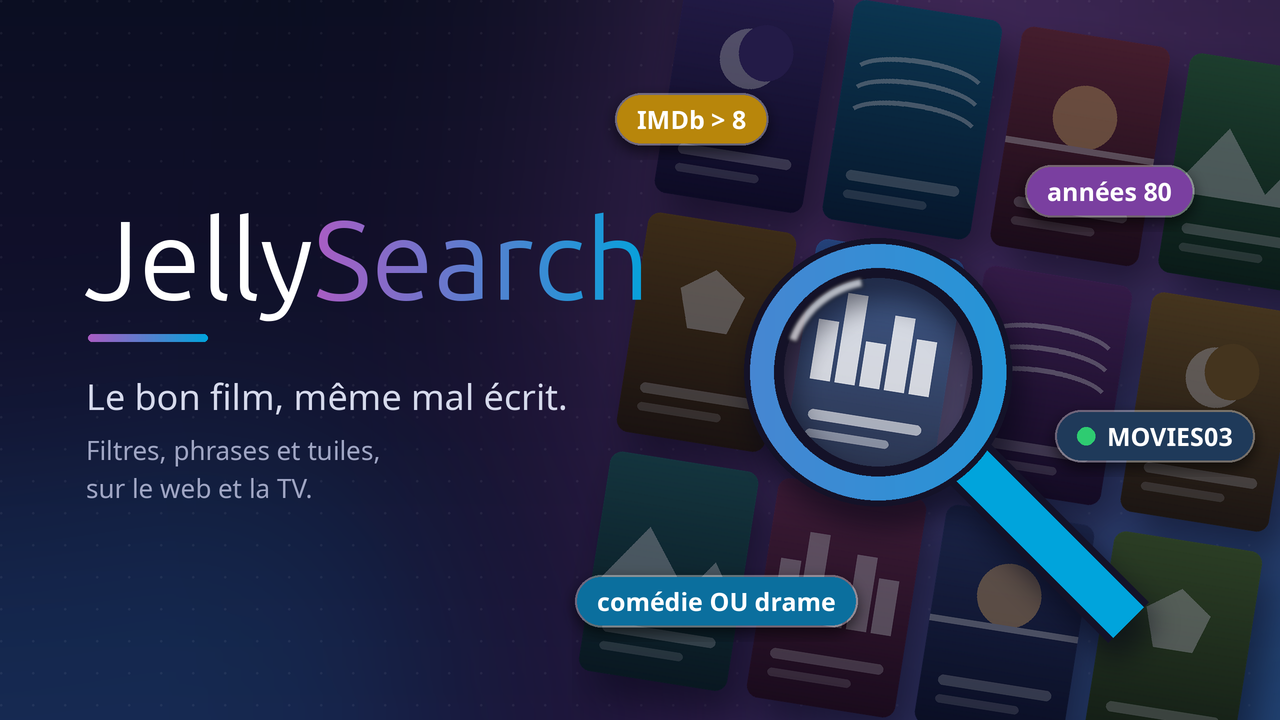 IMDb > 8
années 80
JellySearch
Le bon film, même mal écrit.
Filtres, phrases et tuiles,
sur le web et la TV.
MOVIES03
comédie OU drame